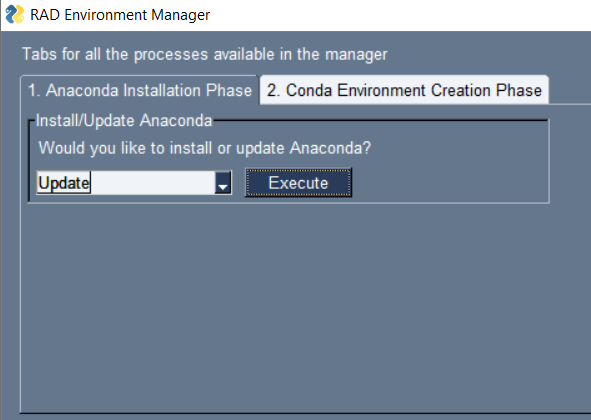 RAD Environment Manager
Tabs for all the processes available in the manager
1. Anaconda Installation Phase 2. Conda Environment Creation Phase
Install/Update Anaconda
Would you like to install or update Anaconda?
Update Execute